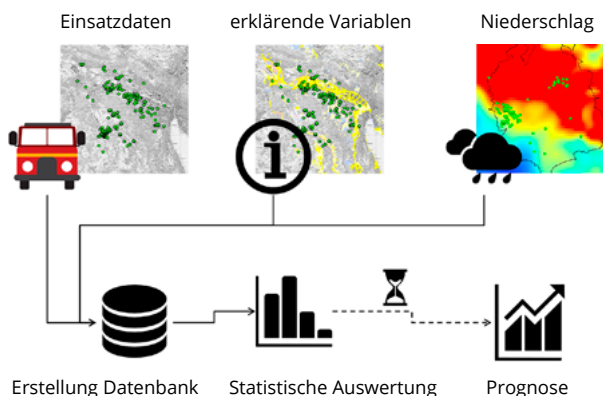 Einsatzdaten
erklärende Variablen
Niederschlag
Erstellung Datenbank
Statistische Auswertung
Prognose